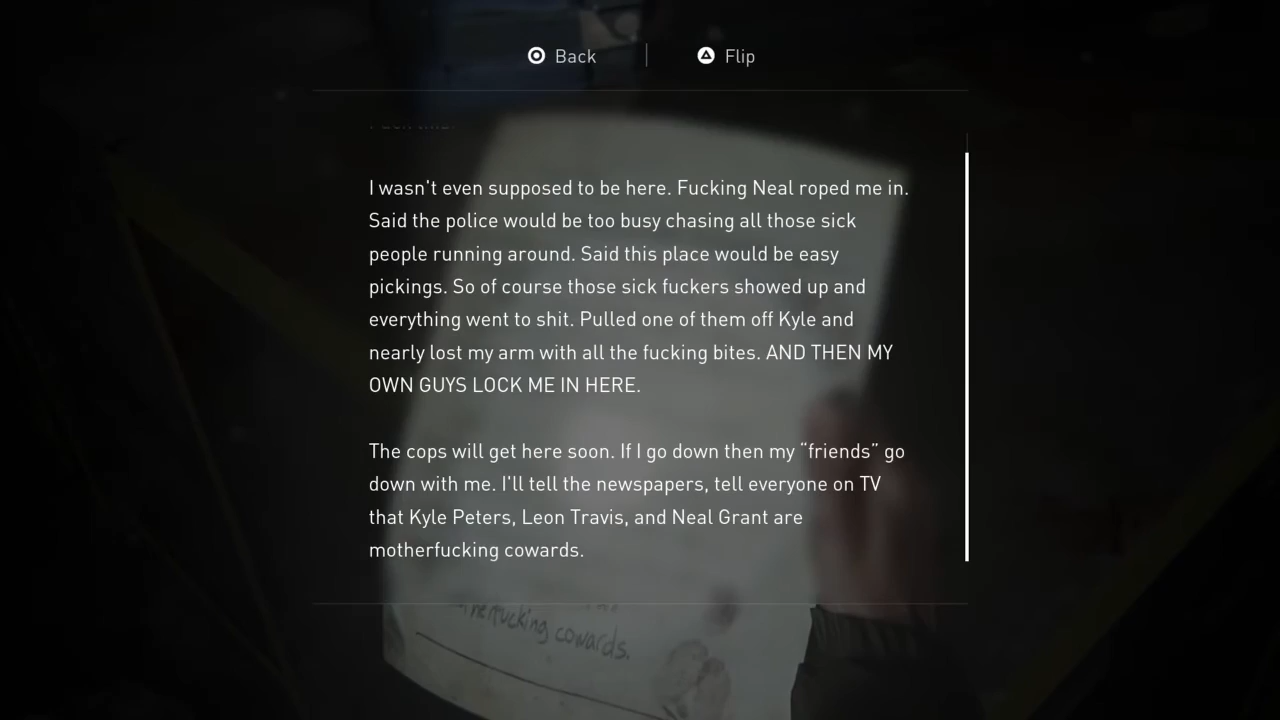 Back | Flip
I wasn't even supposed to be here. Fucking Neal roped me in.
Said the police would be too busy chasing all those sick
people running around. Said this place would be easy
pickings. So of course those sick fuckers showed up and
everything went to shit. Pulled one of them off Kyle and
nearly lost my arm with all the fucking bites. AND THEN MY
OWN GUYS LOCK ME IN HERE.
The cops will get here soon. If I go down then my “friends” go
down with me. I'll tell the newspapers, tell everyone on TV
that Kyle Peters, Leon Travis, and Neal Grant are
motherfucking cowards.
cowards.